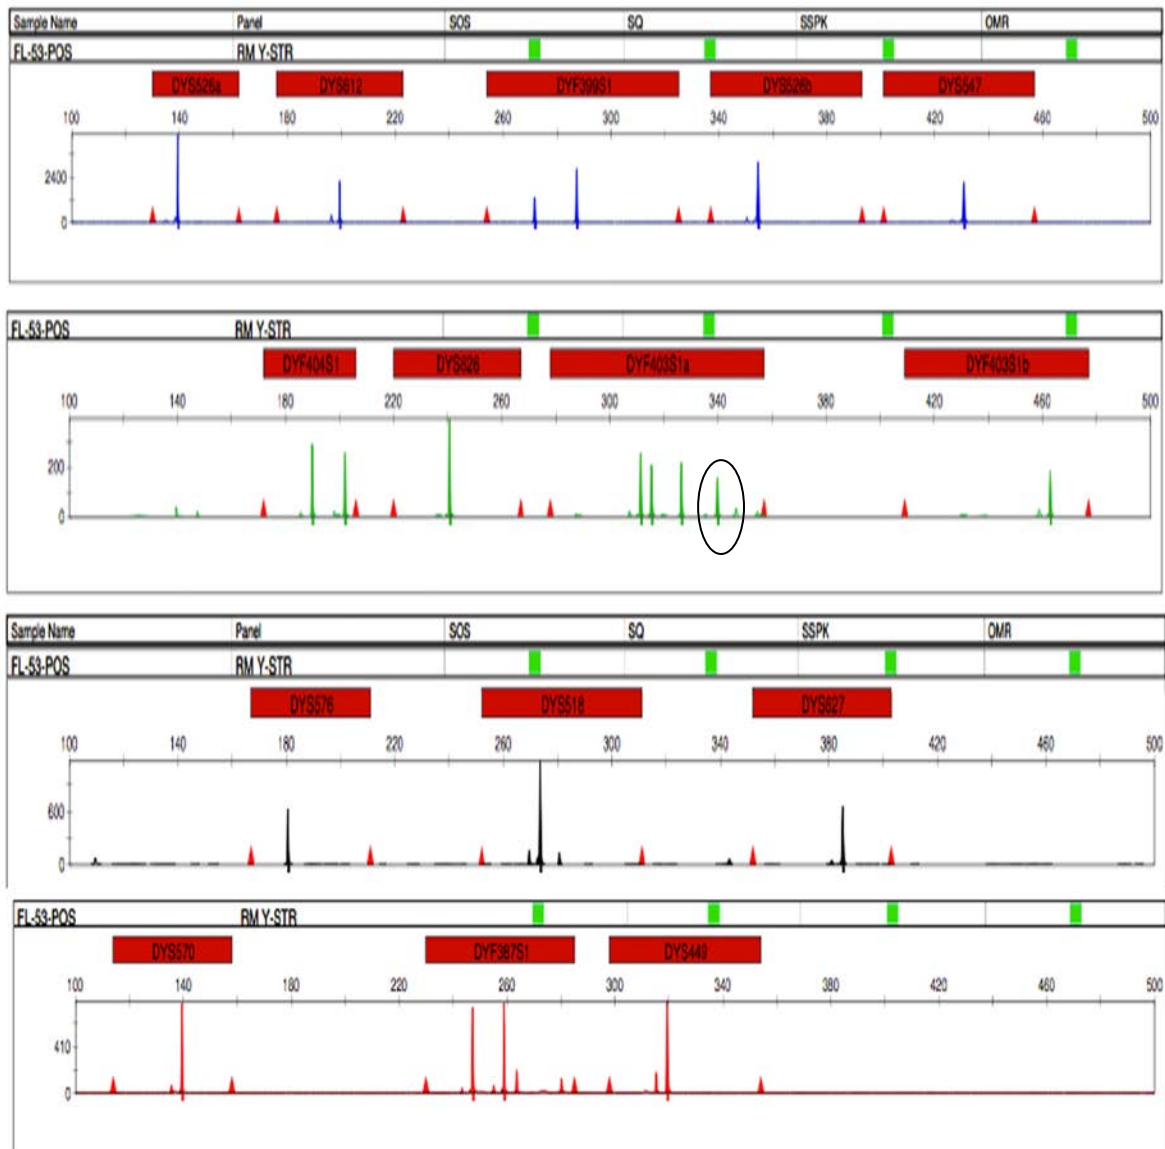 Sample Name Panel SOS SQ SSPK OMR
FL-53-POS RM Y-STR
DYS526a DYS612 DYF399S1 DYS526b DYS547
100 140 180 220 260 300 340 380 420 460 500
2400
0
FL-53-POS RM Y-STR
DYF404S1 DYS626 DYF403S1a DYF403S1b
100 140 180 220 260 300 340 380 420 460 500
200
0
Sample Name Panel SOS SQ SSPK OMR
FL-53-POS RM Y-STR
DYS576 DYS518 DYS627
100 140 180 220 260 300 340 380 420 460 500
600
0
FL-53-POS RM Y-STR
DYS570 DYF387S1 DYS449
100 140 180 220 260 300 340 380 420 460 500
410
0